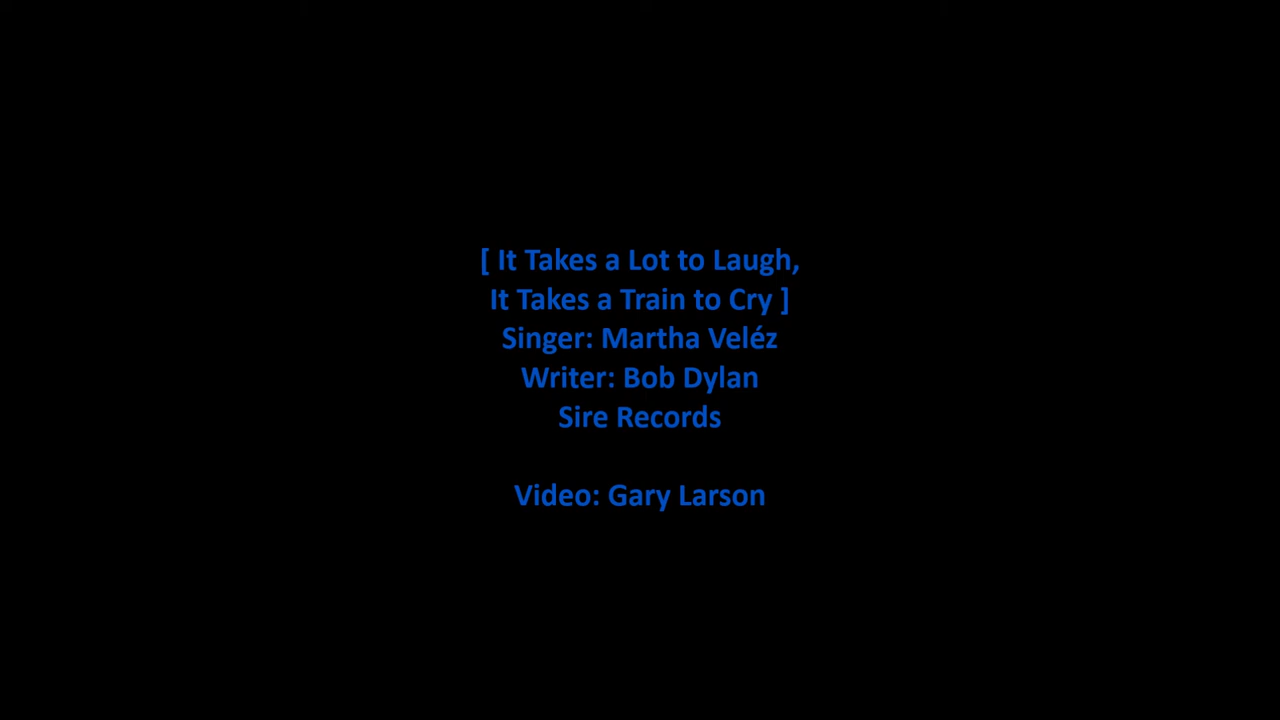 [ It Takes a Lot to Laugh,
It Takes a Train to Cry ]
Singer: Martha Veléz
Writer: Bob Dylan
Sire Records
Video: Gary Larson